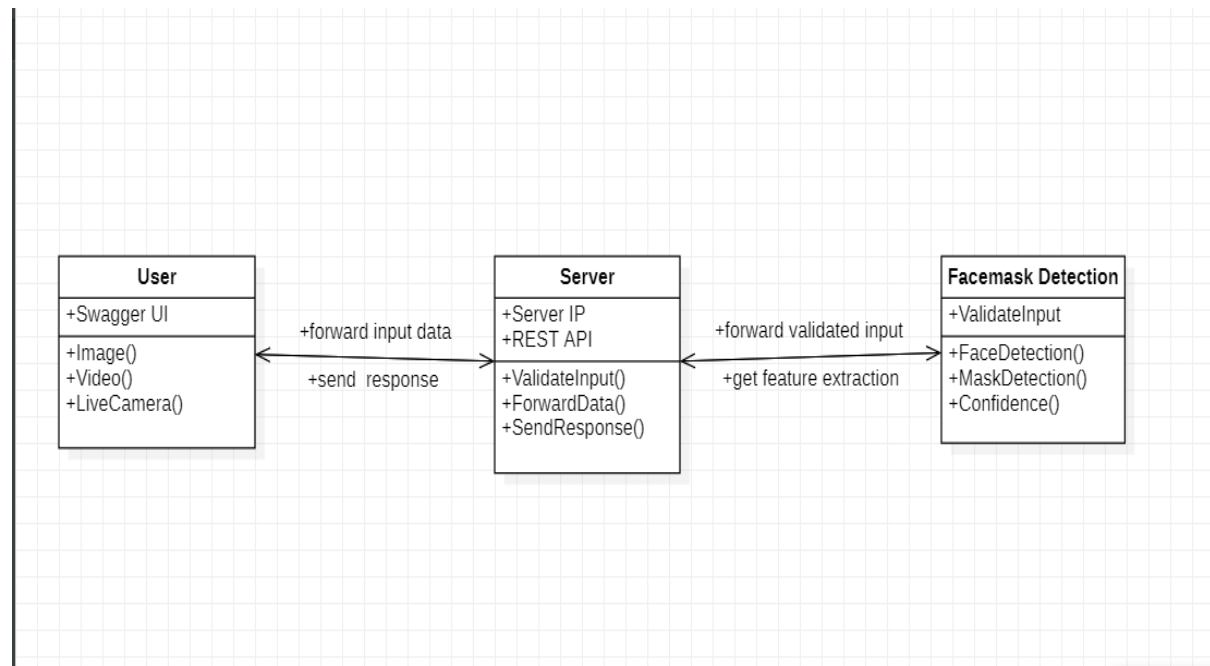 User
+Swagger UI
+Image()
+Video()
+LiveCamera()
+forward input data
+send  response
Server
+Server IP
+REST API
+ValidateInput()
+ForwardData()
+SendResponse()
+forward validated input
+get feature extraction
Facemask Detection
+ValidateInput
+FaceDetection()
+MaskDetection()
+Confidence()